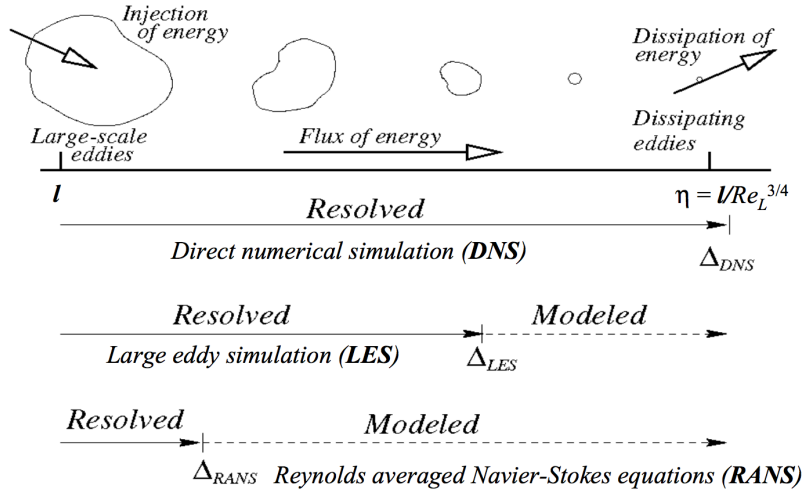 Injection
of energy
Dissipation of
energy
Large-scale
eddies
Flux of energy
Dissipating
eddies
l
η = l/Re_L^{3/4}
Resolved
Direct numerical simulation (DNS)
Δ_DNS
Resolved
Modeled
Large eddy simulation (LES)
Δ_LES
Resolved
Modeled
Δ_RANS
Reynolds averaged Navier-Stokes equations (RANS)